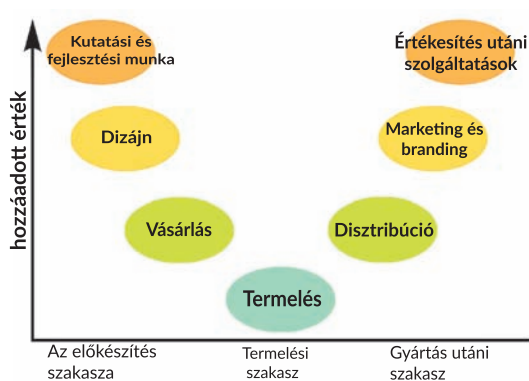 hozzáadott érték
Kutatási és
fejlesztési munka
Értékesítés utáni
szolgáltatások
Dizájn
Marketing és
branding
Vásárlás
Disztribúció
Termelés
Az előkészítés
szakasza
Termelési
szakasz
Gyártás utáni
szakasz